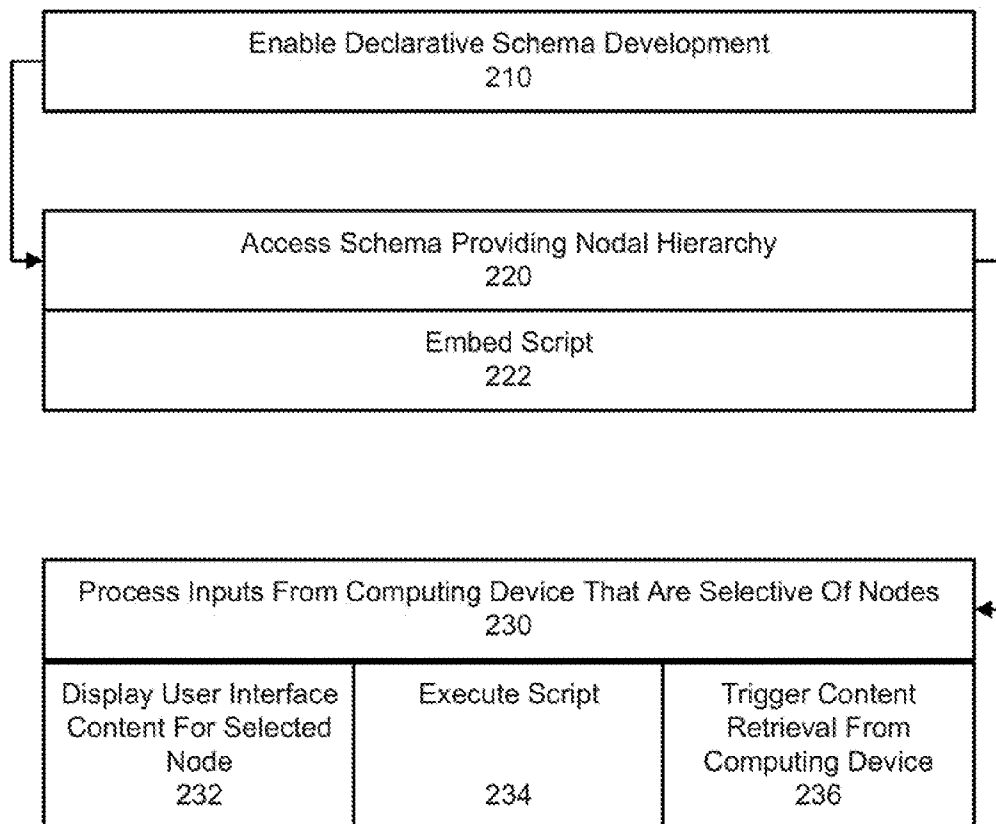 Enable Declarative Schema Development
210
Access Schema Providing Nodal Hierarchy
220
Embed Script
222
Process Inputs From Computing Device That Are Selective Of Nodes
230
Display User Interface
Content For Selected
Node
232
Execute Script
234
Trigger Content
Retrieval From
Computing Device
236